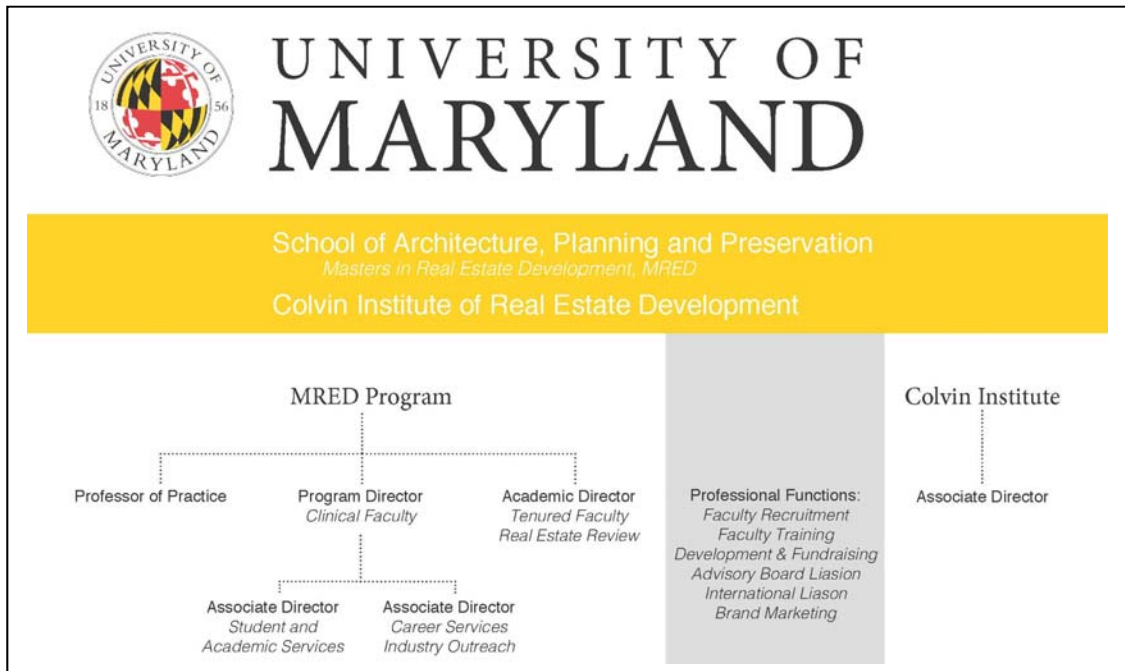 UNIVERSITY OF
18 56
MARYLAND
UNIVERSITY OF
MARYLAND
School of Architecture, Planning and Preservation
Masters in Real Estate Development, MRED
Colvin Institute of Real Estate Development
MRED Program
Professor of Practice
Program Director
Clinical Faculty
Academic Director
Tenured Faculty
Real Estate Review
Associate Director
Student and
Academic Services
Associate Director
Career Services
Industry Outreach
Professional Functions:
Faculty Recruitment
Faculty Training
Development & Fundraising
Advisory Board Liasion
International Liason
Brand Marketing
Colvin Institute
Associate Director